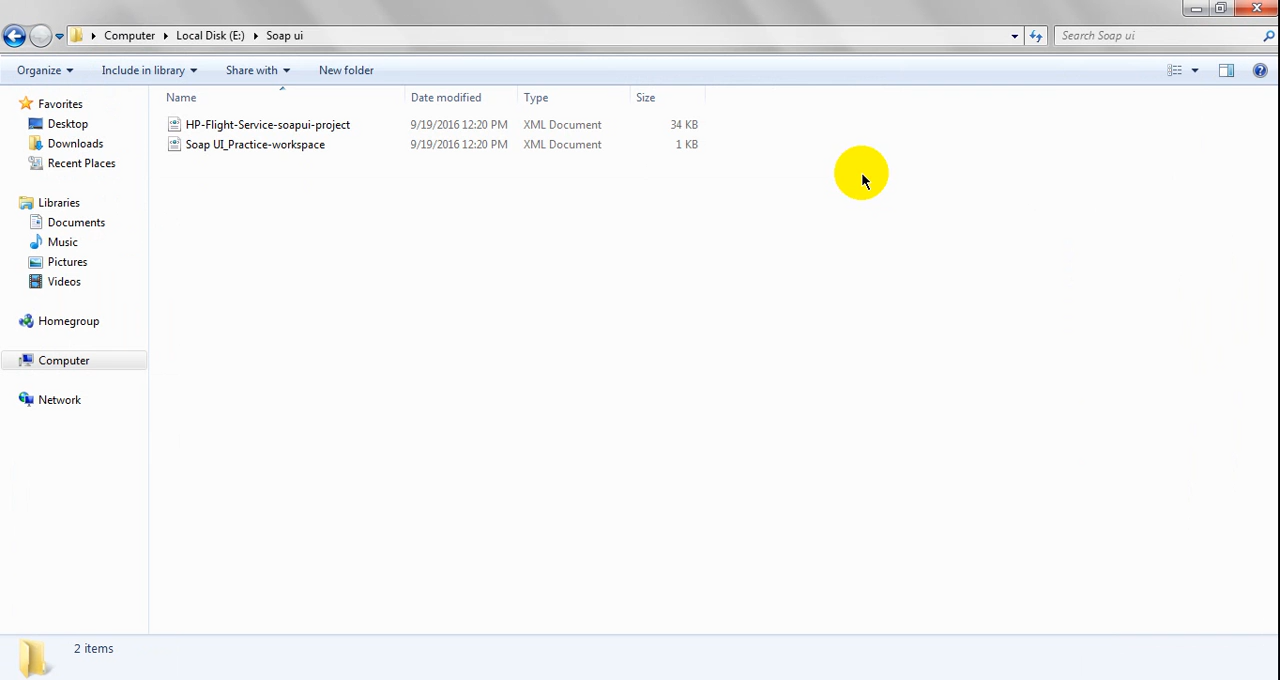 Computer Local Disk (E:) Soap ui Search Soap ui
Organize Include in library Share with New folder
Name Date modified Type Size
Favorites
Desktop
Downloads
Recent Places
Libraries
Documents
Music
Pictures
Videos
Homegroup
Computer
Network
HP-Flight-Service-soapui-project 9/19/2016 12:20 PM XML Document 34 KB
Soap UI_Practice-workspace 9/19/2016 12:20 PM XML Document 1 KB
2 items